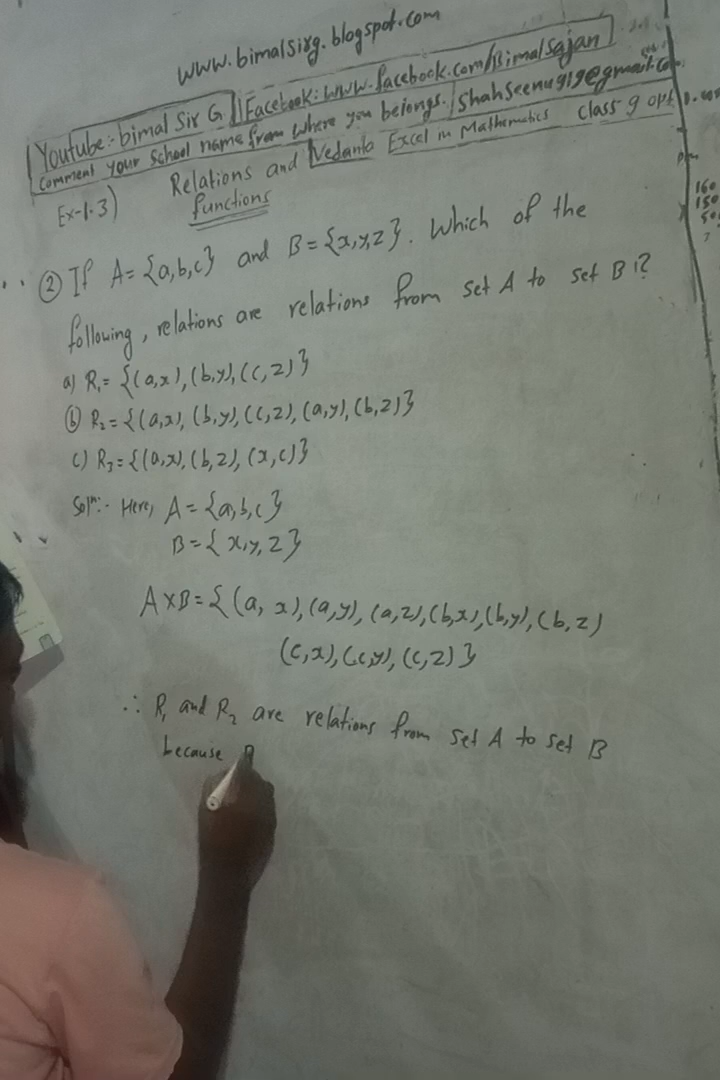 www.bimalsirg.blogspot.com
Youtube: bimal Sir G || Facebook: www.facebook.com/Bimalsajan
Comment your School name from where you belongs. / Shahseenu919@gmail.com
Relations and functions
Vedanta Excel in Mathematics Class 9 opt
Ex-1.3)
② If A = {a,b,c} and B = {x,y,z}. Which of the
following, relations are relations from set A to set B!?
a) R₁ = {(a,x), (b,y), (c,z)}
(b) R₂ = {(a,x), (b,y), (c,z), (a,y), (b,z)}
c) R₃ = {(a,x), (b,z), (x,c)}
Solⁿ:- Here, A = {a,b,c}
B = {x,y,z}
A×B = {(a, x), (a,y), (a,z), (b,x), (b,y), (b,z)
(c,x), (c,y), (c,z)}
∴ R₁ and R₂ are relations from set A to set B
because
160
150